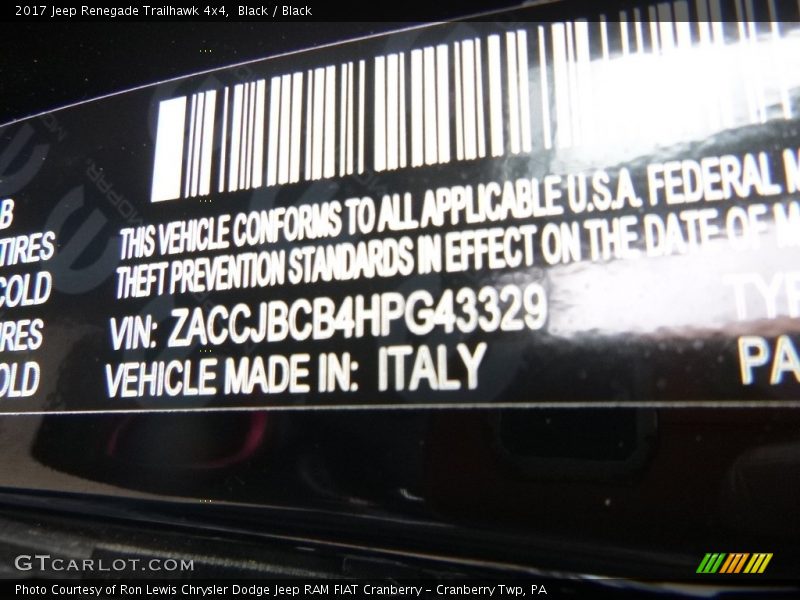 2017 Jeep Renegade Trailhawk 4x4, Black / Black
MOPAR
B
TIRES
COLD
RES
OLD
THIS VEHICLE CONFORMS TO ALL APPLICABLE U.S.A. FEDERAL M
THEFT PREVENTION STANDARDS IN EFFECT ON THE DATE OF M
VIN: ZACCJBCB4HPG43329
TYP
VEHICLE MADE IN: ITALY
PA
GTCARLOT.COM
Photo Courtesy of Ron Lewis Chrysler Dodge Jeep RAM FIAT Cranberry – Cranberry Twp, PA